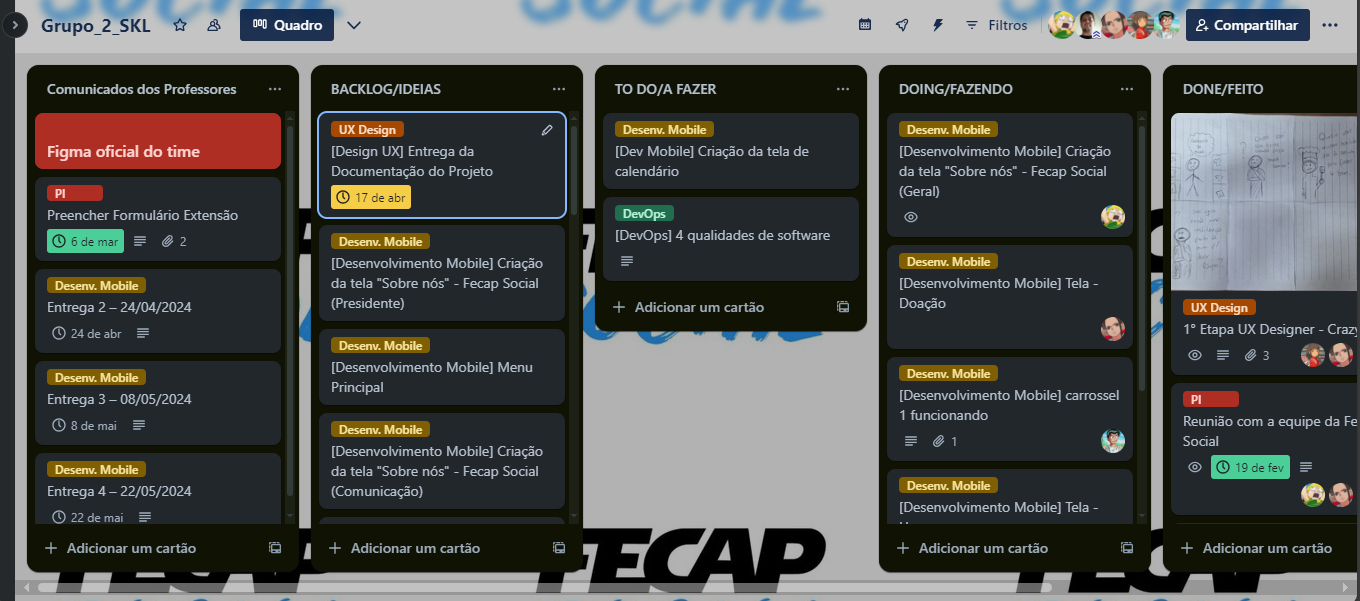 Grupo_2_SKL
Quadro
Filtros
Compartilhar
Comunicados dos Professores
Figma oficial do time
PI
Preencher Formulário Extensão
6 de mar
2
Desenv. Mobile
Entrega 2 – 24/04/2024
24 de abr
Desenv. Mobile
Entrega 3 – 08/05/2024
8 de mai
Desenv. Mobile
Entrega 4 – 22/05/2024
22 de mai
Adicionar um cartão
BACKLOG/IDEIAS
UX Design
[Design UX] Entrega da
Documentação do Projeto
17 de abr
Desenv. Mobile
[Desenvolvimento Mobile] Criação
da tela "Sobre nós" - Fecap Social
(Presidente)
Desenv. Mobile
[Desenvolvimento Mobile] Menu
Principal
Desenv. Mobile
[Desenvolvimento Mobile] Criação
da tela "Sobre nós" - Fecap Social
(Comunicação)
Adicionar um cartão
TO DO/A FAZER
Desenv. Mobile
[Dev Mobile] Criação da tela de
calendário
DevOps
[DevOps] 4 qualidades de software
Adicionar um cartão
DOING/FAZENDO
Desenv. Mobile
[Desenvolvimento Mobile] Criação
da tela "Sobre nós" - Fecap Social
(Geral)
Desenv. Mobile
[Desenvolvimento Mobile] Tela -
Doação
Desenv. Mobile
[Desenvolvimento Mobile] carrossel
1 funcionando
1
Desenv. Mobile
[Desenvolvimento Mobile] Tela -
Adicionar um cartão
DONE/FEITO
UX Design
1° Etapa UX Designer - Crazy
3
PI
Reunião com a equipe da Fe
Social
19 de fev
Adicionar um cartão
FECAP